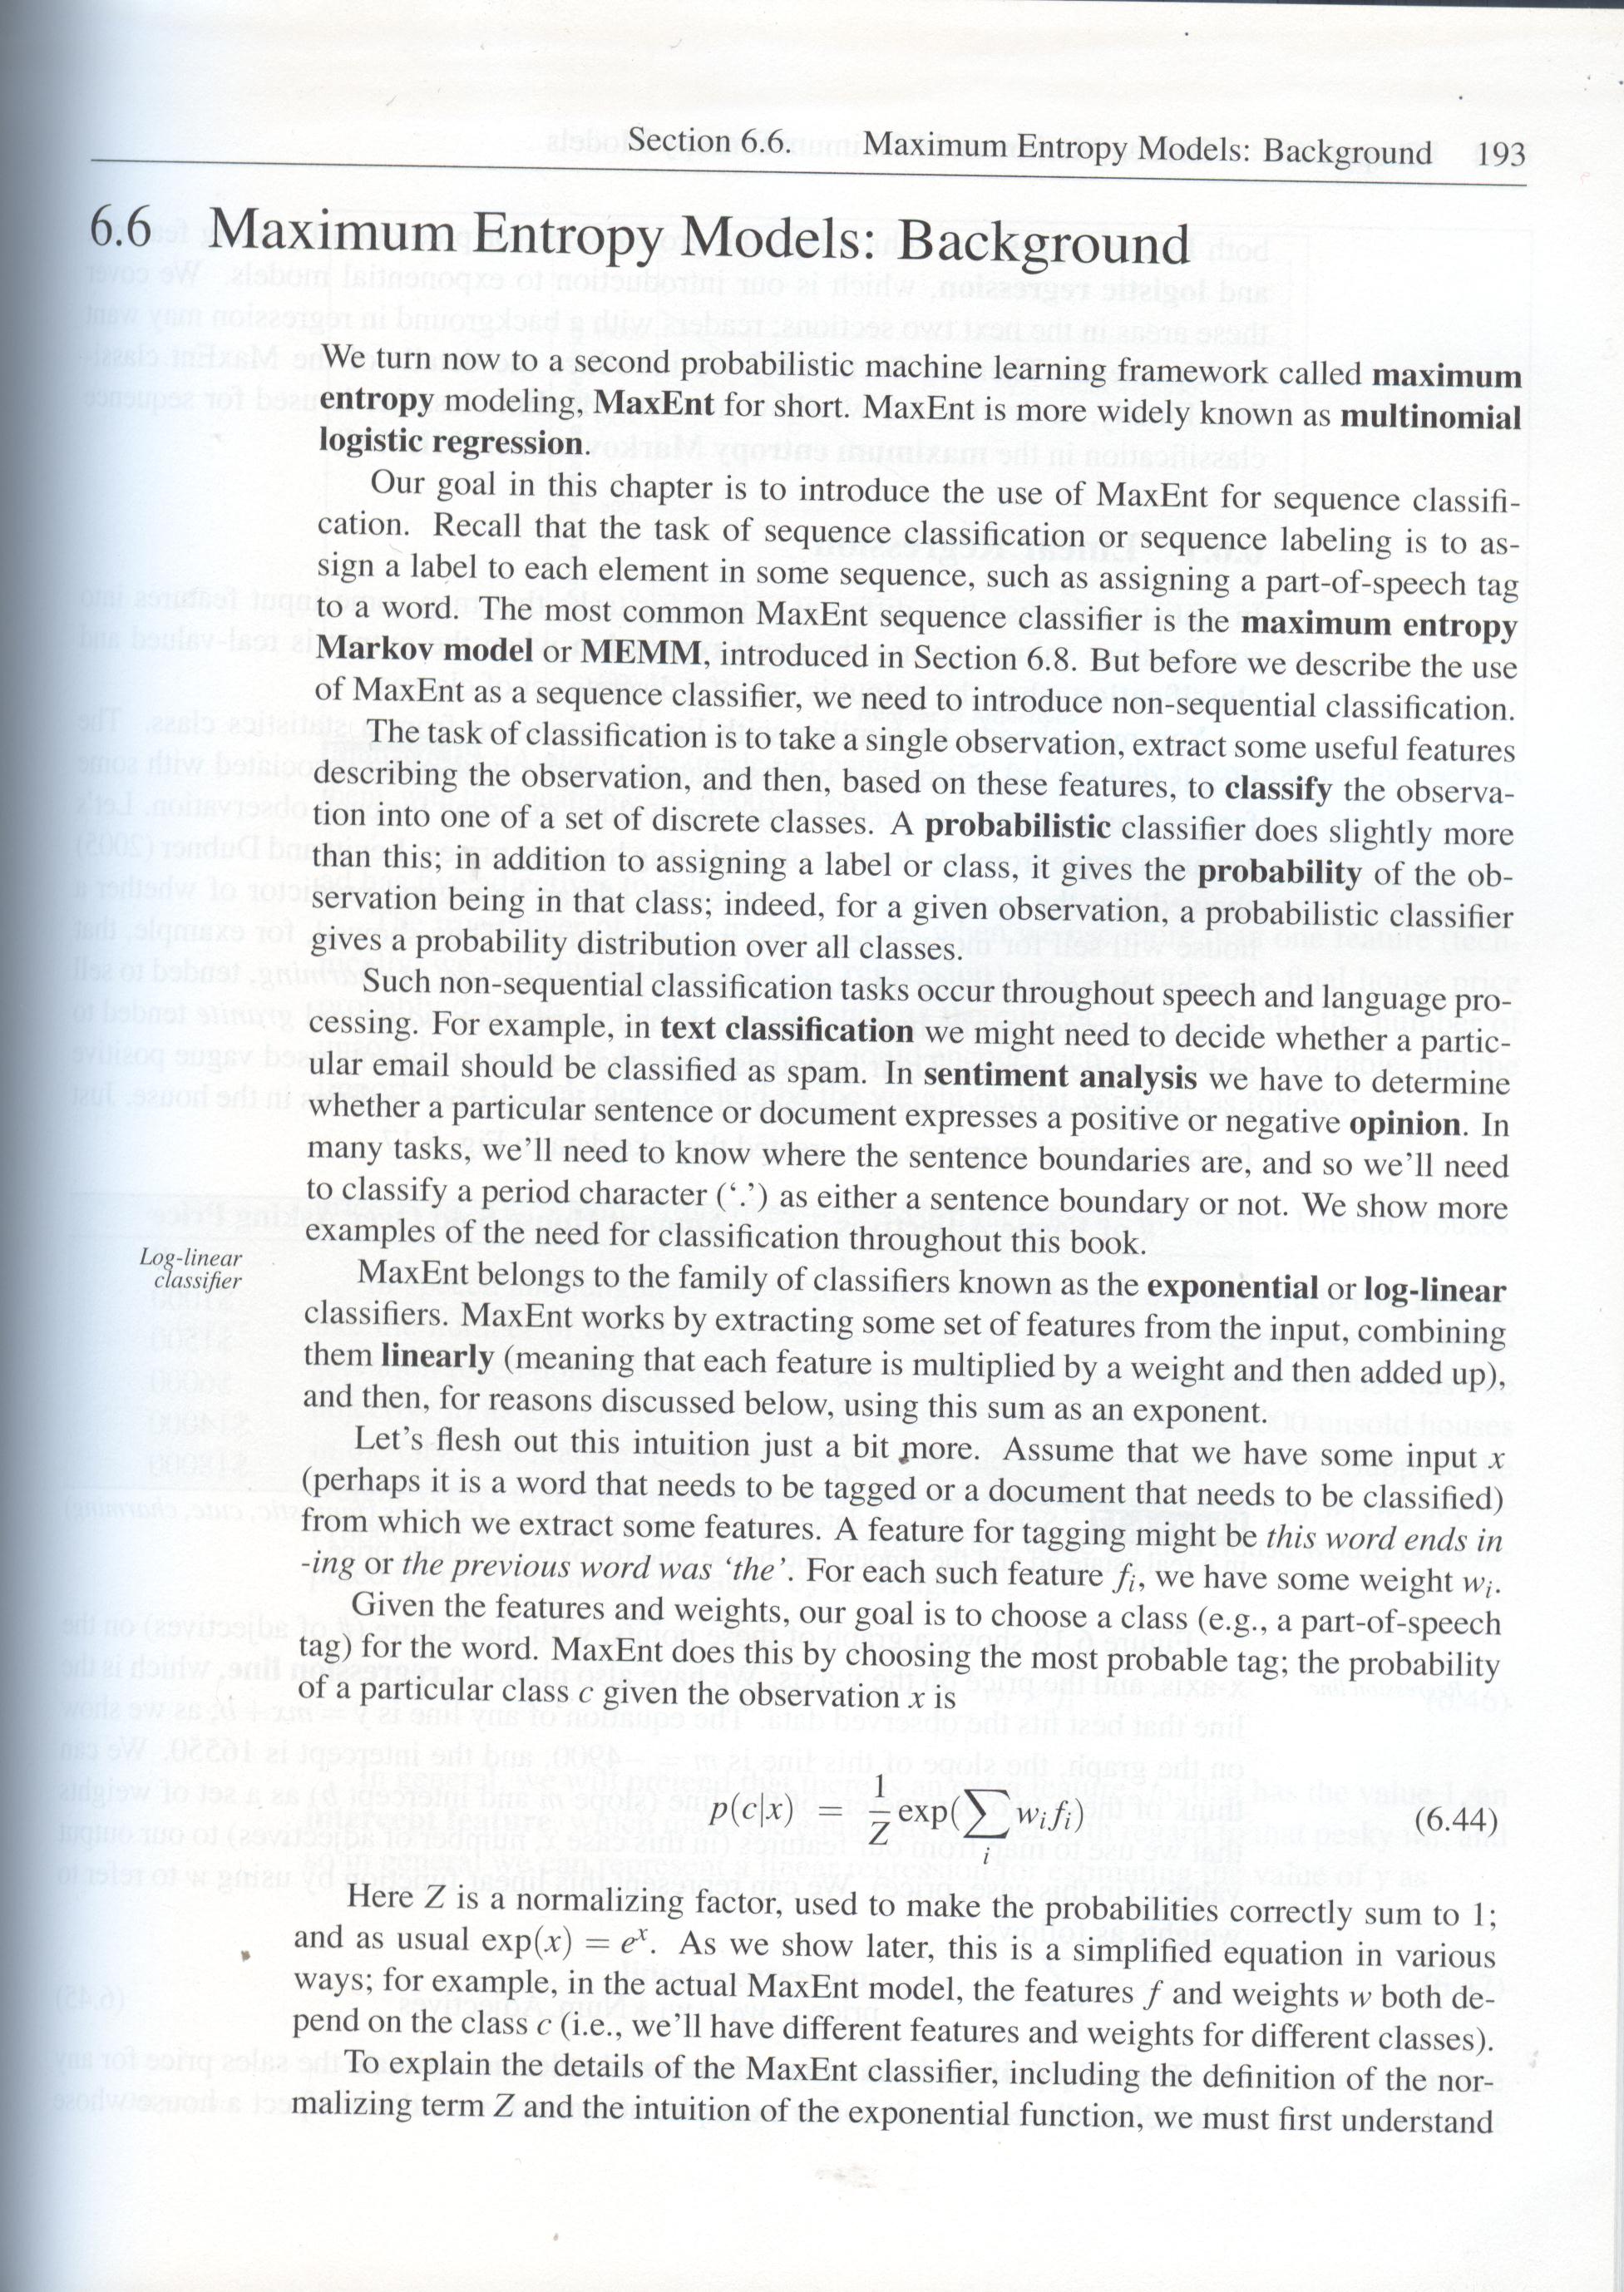 Section 6.6. Maximum Entropy Models: Background 193
6.6 Maximum Entropy Models: Background
We turn now to a second probabilistic machine learning framework called maximum
entropy modeling, MaxEnt for short. MaxEnt is more widely known as multinomial
logistic regression.
Our goal in this chapter is to introduce the use of MaxEnt for sequence classifi-
cation. Recall that the task of sequence classification or sequence labeling is to as-
sign a label to each element in some sequence, such as assigning a part-of-speech tag
to a word. The most common MaxEnt sequence classifier is the maximum entropy
Markov model or MEMM, introduced in Section 6.8. But before we describe the use
of MaxEnt as a sequence classifier, we need to introduce non-sequential classification.
The task of classification is to take a single observation, extract some useful features
describing the observation, and then, based on these features, to classify the observa-
tion into one of a set of discrete classes. A probabilistic classifier does slightly more
than this; in addition to assigning a label or class, it gives the probability of the ob-
servation being in that class; indeed, for a given observation, a probabilistic classifier
gives a probability distribution over all classes.
Such non-sequential classification tasks occur throughout speech and language pro-
cessing. For example, in text classification we might need to decide whether a partic-
ular email should be classified as spam. In sentiment analysis we have to determine
whether a particular sentence or document expresses a positive or negative opinion. In
many tasks, we'll need to know where the sentence boundaries are, and so we'll need
to classify a period character ('.') as either a sentence boundary or not. We show more
examples of the need for classification throughout this book.
Log-linear
classifier
MaxEnt belongs to the family of classifiers known as the exponential or log-linear
classifiers. MaxEnt works by extracting some set of features from the input, combining
them linearly (meaning that each feature is multiplied by a weight and then added up),
and then, for reasons discussed below, using this sum as an exponent.
Let's flesh out this intuition just a bit more. Assume that we have some input x
(perhaps it is a word that needs to be tagged or a document that needs to be classified)
from which we extract some features. A feature for tagging might be this word ends in
-ing or the previous word was 'the'. For each such feature fi, we have some weight wi.
Given the features and weights, our goal is to choose a class (e.g., a part-of-speech
tag) for the word. MaxEnt does this by choosing the most probable tag; the probability
of a particular class c given the observation x is
p(c|x) = 1/Z exp(∑i wi fi) (6.44)
Here Z is a normalizing factor, used to make the probabilities correctly sum to 1;
and as usual exp(x) = e^x. As we show later, this is a simplified equation in various
ways; for example, in the actual MaxEnt model, the features f and weights w both de-
pend on the class c (i.e., we'll have different features and weights for different classes).
To explain the details of the MaxEnt classifier, including the definition of the nor-
malizing term Z and the intuition of the exponential function, we must first understand